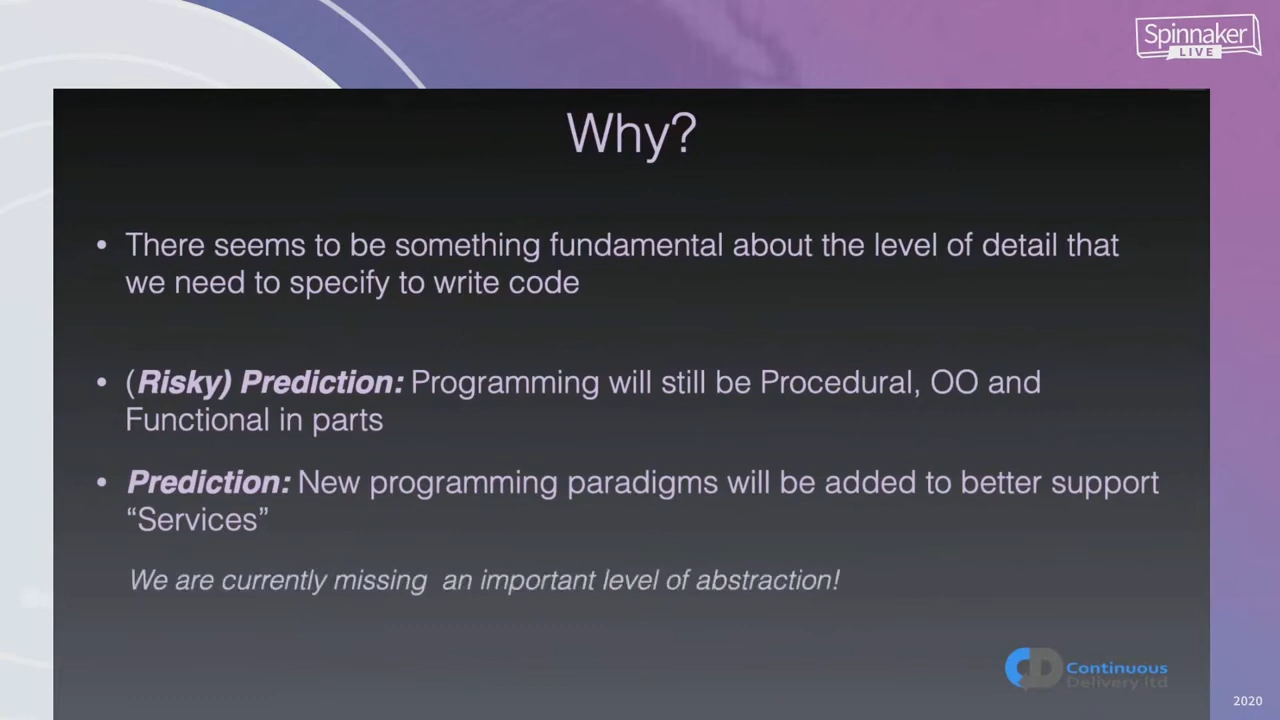 Spinnaker
LIVE
Why?
• There seems to be something fundamental about the level of detail that
we need to specify to write code
• (Risky) Prediction: Programming will still be Procedural, OO and
Functional in parts
• Prediction: New programming paradigms will be added to better support
“Services”
We are currently missing an important level of abstraction!
CD Continuous
Delivery ltd
2020